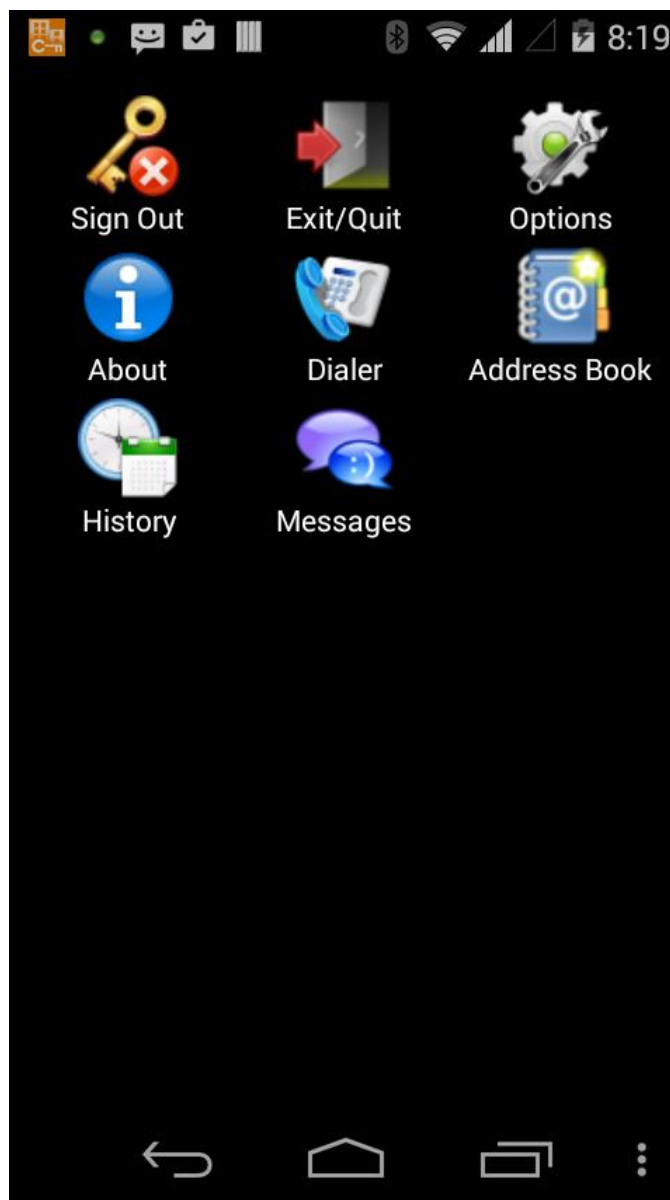 8:19
Sign Out Exit/Quit Options
About Dialer Address Book
History Messages